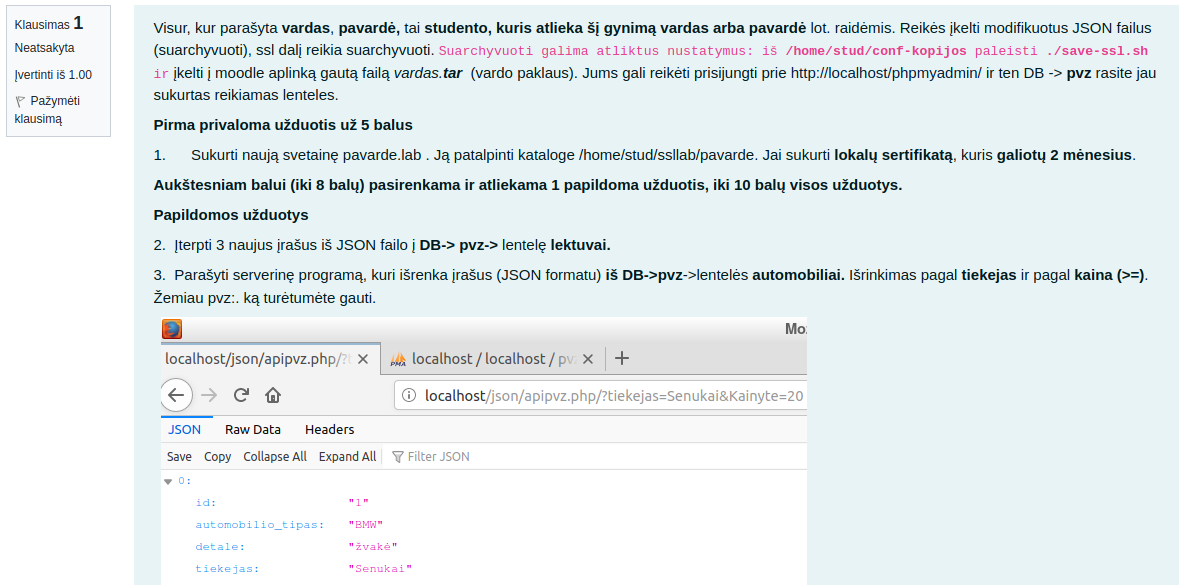 Klausimas 1
Neatsakyta
Įvertinti iš 1.00
Pažymėti
klausimą
Visur, kur parašyta vardas, pavardė, tai studento, kuris atlieka šį gynimą vardas arba pavardė lot. raidėmis. Reikės įkelti modifikuotus JSON failus
(suarchyvuoti), ssl dalį reikia suarchyvuoti. Suarchyvuoti galima atliktus nustatymus: iš /home/stud/conf-kopijos paleisti ./save-ssl.sh
ir įkelti į moodle aplinką gautą failą vardas.tar (vardo paklaus). Jums gali reikėti prisijungti prie http://localhost/phpmyadmin/ ir ten DB -> pvz rasite jau
sukurtas reikiamas lenteles.
Pirma privaloma užduotis už 5 balus
1. Sukurti naują svetainę pavarde.lab . Ją patalpinti kataloge /home/stud/ssllab/pavarde. Jai sukurti lokalų sertifikatą, kuris galiotų 2 mėnesius.
Aukštesniam balui (iki 8 balų) pasirenkama ir atliekama 1 papildoma užduotis, iki 10 balų visos užduotys.
Papildomos užduotys
2. Įterpti 3 naujus įrašus iš JSON failo į DB-> pvz-> lentelę lektuvai.
3. Parašyti serverinę programą, kuri išrenka įrašus (JSON formatu) iš DB->pvz->lentelės automobiliai. Išrinkimas pagal tiekejas ir pagal kaina (>=).
Žemiau pvz:. ką turėtumėte gauti.
Mo
localhost/json/apipvz.php/?
localhost / localhost / pv
localhost/json/apipvz.php/?tiekejas=Senukai&Kainyte=20
JSON Raw Data Headers
Save Copy Collapse All Expand All Filter JSON
0:
id: "1"
automobilio_tipas: "BMW"
detale: "žvakė"
tiekejas: "Senukai"